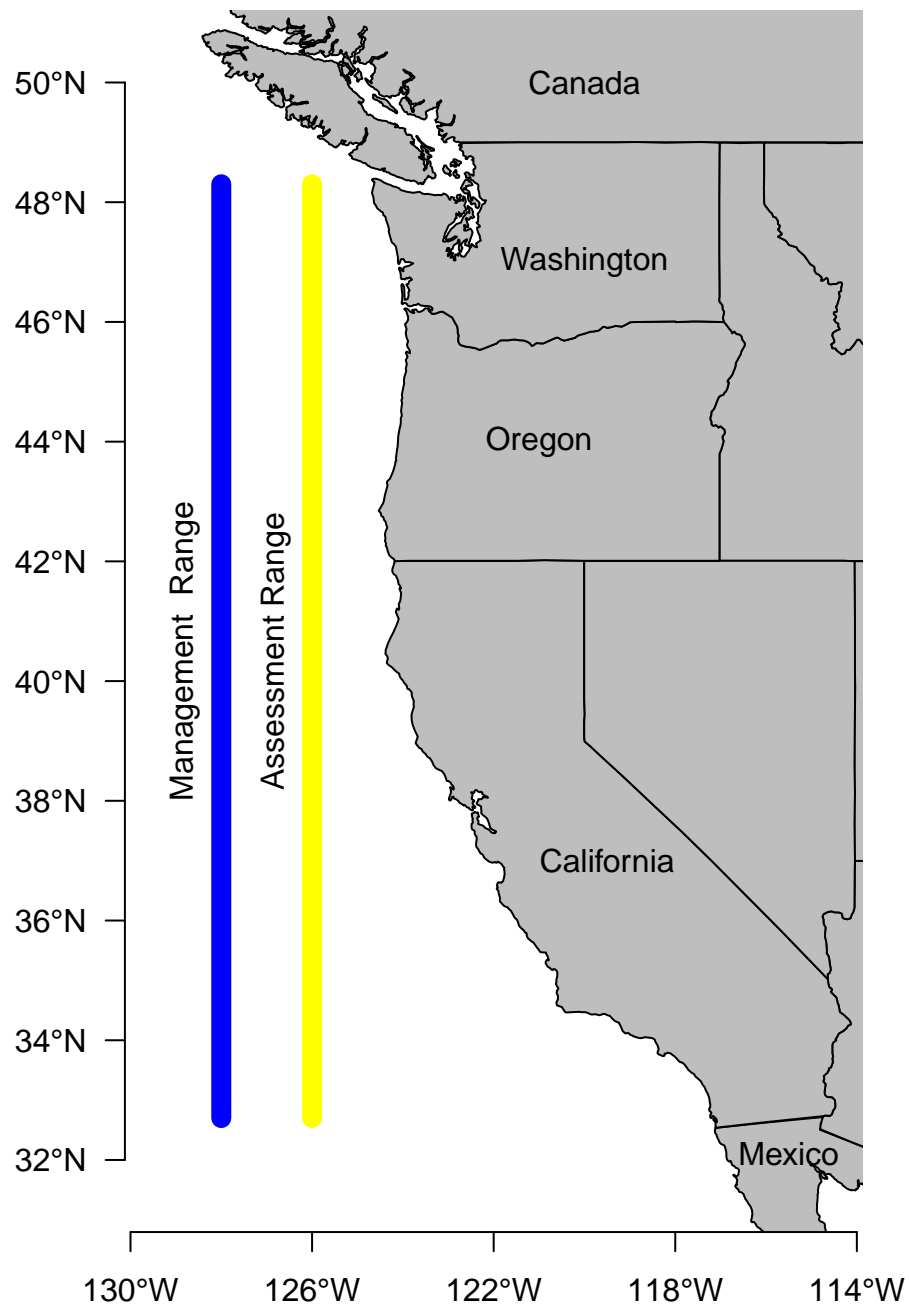 50°N
Canada
48°N
Washington
46°N
44°N
Oregon
42°N
Management  Range
Assessment Range
40°N
38°N
California
36°N
34°N
32°N
Mexico
130°W
126°W
122°W
118°W
114°W